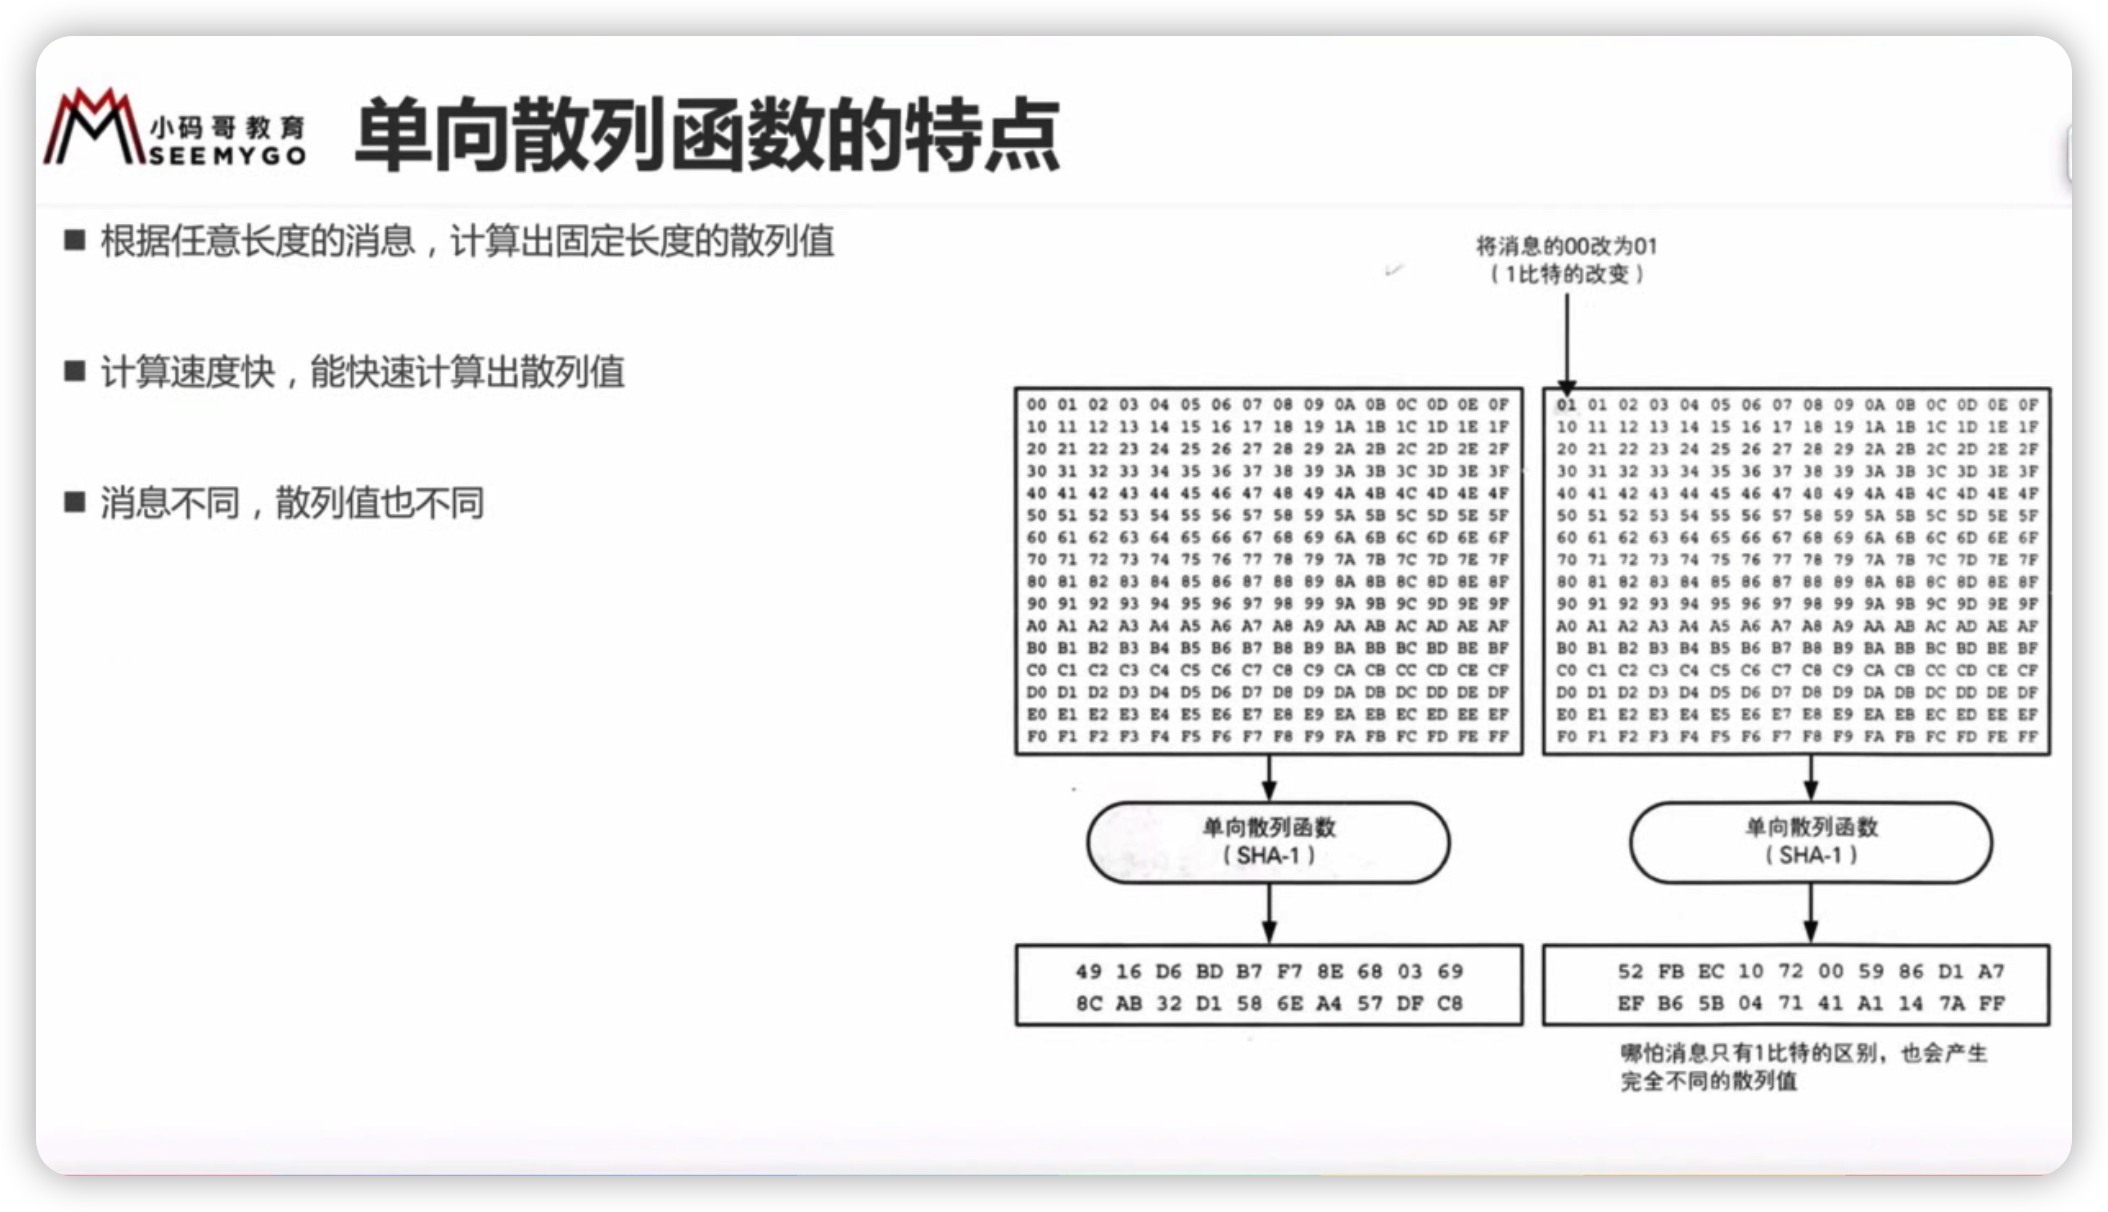 小码哥教育
SEEMYGO
单向散列函数的特点
■ 根据任意长度的消息，计算出固定长度的散列值
■ 计算速度快，能快速计算出散列值
■ 消息不同，散列值也不同
将消息的00改为01
（1比特的改变）
00 01 02 03 04 05 06 07 08 09 0A 0B 0C 0D 0E 0F
10 11 12 13 14 15 16 17 18 19 1A 1B 1C 1D 1E 1F
20 21 22 23 24 25 26 27 28 29 2A 2B 2C 2D 2E 2F
30 31 32 33 34 35 36 37 38 39 3A 3B 3C 3D 3E 3F
40 41 42 43 44 45 46 47 48 49 4A 4B 4C 4D 4E 4F
50 51 52 53 54 55 56 57 58 59 5A 5B 5C 5D 5E 5F
60 61 62 63 64 65 66 67 68 69 6A 6B 6C 6D 6E 6F
70 71 72 73 74 75 76 77 78 79 7A 7B 7C 7D 7E 7F
80 81 82 83 84 85 86 87 88 89 8A 8B 8C 8D 8E 8F
90 91 92 93 94 95 96 97 98 99 9A 9B 9C 9D 9E 9F
A0 A1 A2 A3 A4 A5 A6 A7 A8 A9 AA AB AC AD AE AF
B0 B1 B2 B3 B4 B5 B6 B7 B8 B9 BA BB BC BD BE BF
C0 C1 C2 C3 C4 C5 C6 C7 C8 C9 CA CB CC CD CE CF
D0 D1 D2 D3 D4 D5 D6 D7 D8 D9 DA DB DC DD DE DF
E0 E1 E2 E3 E4 E5 E6 E7 E8 E9 EA EB EC ED EE EF
F0 F1 F2 F3 F4 F5 F6 F7 F8 F9 FA FB FC FD FE FF
单向散列函数
（SHA-1）
49 16 D6 BD B7 F7 8E 68 03 69
8C AB 32 D1 58 6E A4 57 DF C8
01 01 02 03 04 05 06 07 08 09 0A 0B 0C 0D 0E 0F
10 11 12 13 14 15 16 17 18 19 1A 1B 1C 1D 1E 1F
20 21 22 23 24 25 26 27 28 29 2A 2B 2C 2D 2E 2F
30 31 32 33 34 35 36 37 38 39 3A 3B 3C 3D 3E 3F
40 41 42 43 44 45 46 47 48 49 4A 4B 4C 4D 4E 4F
50 51 52 53 54 55 56 57 58 59 5A 5B 5C 5D 5E 5F
60 61 62 63 64 65 66 67 68 69 6A 6B 6C 6D 6E 6F
70 71 72 73 74 75 76 77 78 79 7A 7B 7C 7D 7E 7F
80 81 82 83 84 85 86 87 88 89 8A 8B 8C 8D 8E 8F
90 91 92 93 94 95 96 97 98 99 9A 9B 9C 9D 9E 9F
A0 A1 A2 A3 A4 A5 A6 A7 A8 A9 AA AB AC AD AE AF
B0 B1 B2 B3 B4 B5 B6 B7 B8 B9 BA BB BC BD BE BF
C0 C1 C2 C3 C4 C5 C6 C7 C8 C9 CA CB CC CD CE CF
D0 D1 D2 D3 D4 D5 D6 D7 D8 D9 DA DB DC DD DE DF
E0 E1 E2 E3 E4 E5 E6 E7 E8 E9 EA EB EC ED EE EF
F0 F1 F2 F3 F4 F5 F6 F7 F8 F9 FA FB FC FD FE FF
单向散列函数
（SHA-1）
52 FB EC 10 72 00 59 86 D1 A7
EF B6 5B 04 71 41 A1 14 7A FF
哪怕消息只有1比特的区别，也会产生
完全不同的散列值